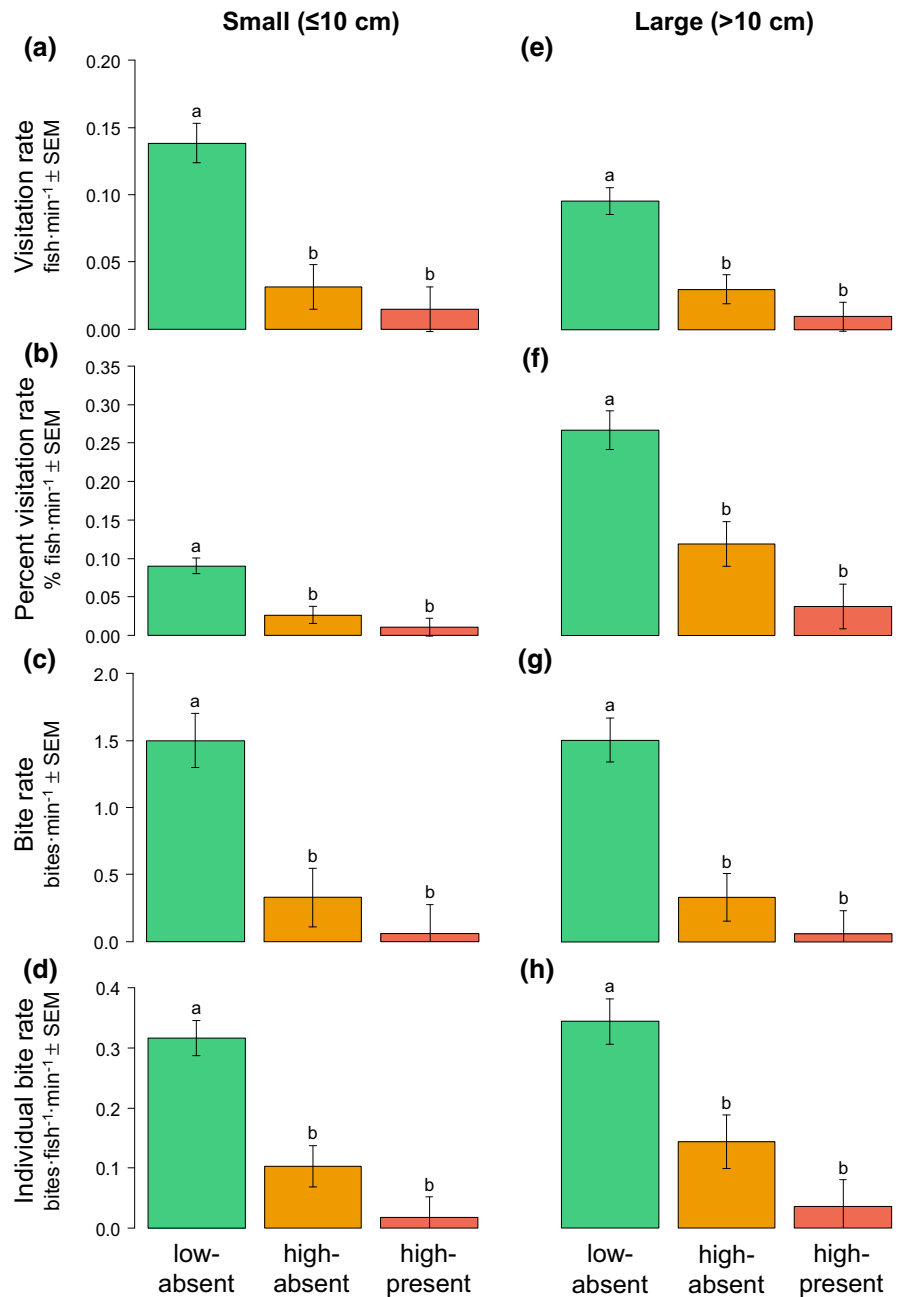 Small (≤10 cm)
Large (>10 cm)
(a)
(e)
Visitation rate
fish·min⁻¹ ± SEM
0.20
0.15
0.10
0.05
0.00
a
b
b
a
b
b
(b)
(f)
Percent visitation rate
% fish·min⁻¹ ± SEM
0.35
0.30
0.25
0.20
0.15
0.10
0.05
0.00
a
b
b
a
b
b
(c)
(g)
Bite rate
bites·min⁻¹ ± SEM
2.0
1.5
1.0
0.5
0.0
a
b
b
a
b
b
(d)
(h)
Individual bite rate
bites·fish⁻¹·min⁻¹ ± SEM
0.4
0.3
0.2
0.1
0.0
a
b
b
a
b
b
low-
absent
high-
absent
high-
present
low-
absent
high-
absent
high-
present